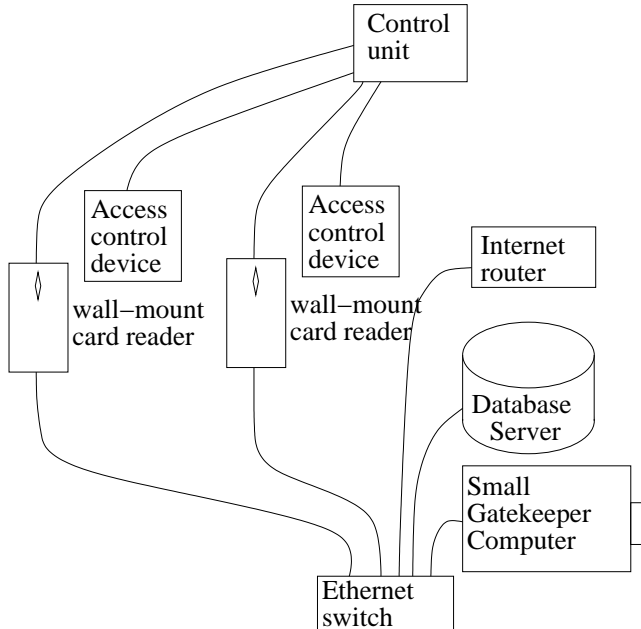 Control
unit
Access
control
device
Access
control
device
Internet
router
wall−mount
card reader
wall−mount
card reader
Database
Server
Small
Gatekeeper
Computer
Ethernet
switch